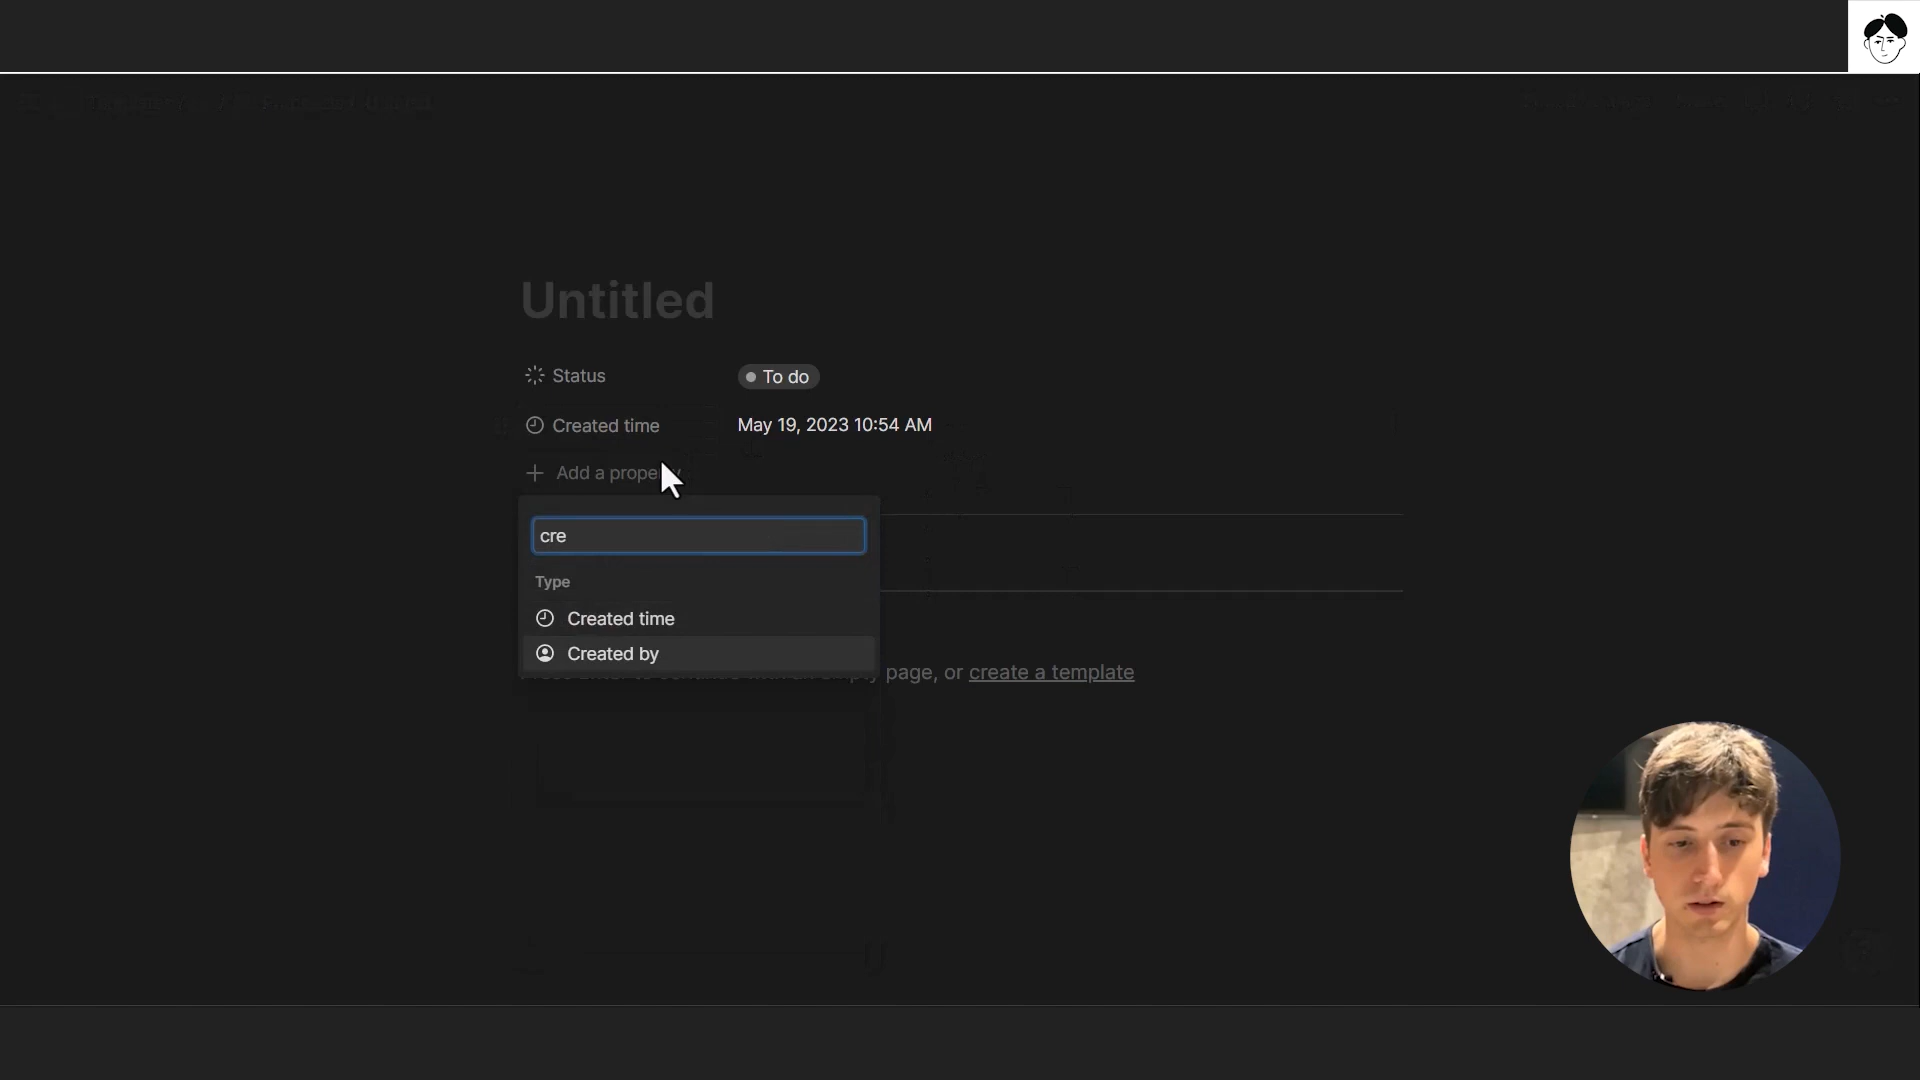 Untitled
Status To do
Created time May 19, 2023 10:54 AM
Add a
cre
Type
Created time
Created by
page, or create a template